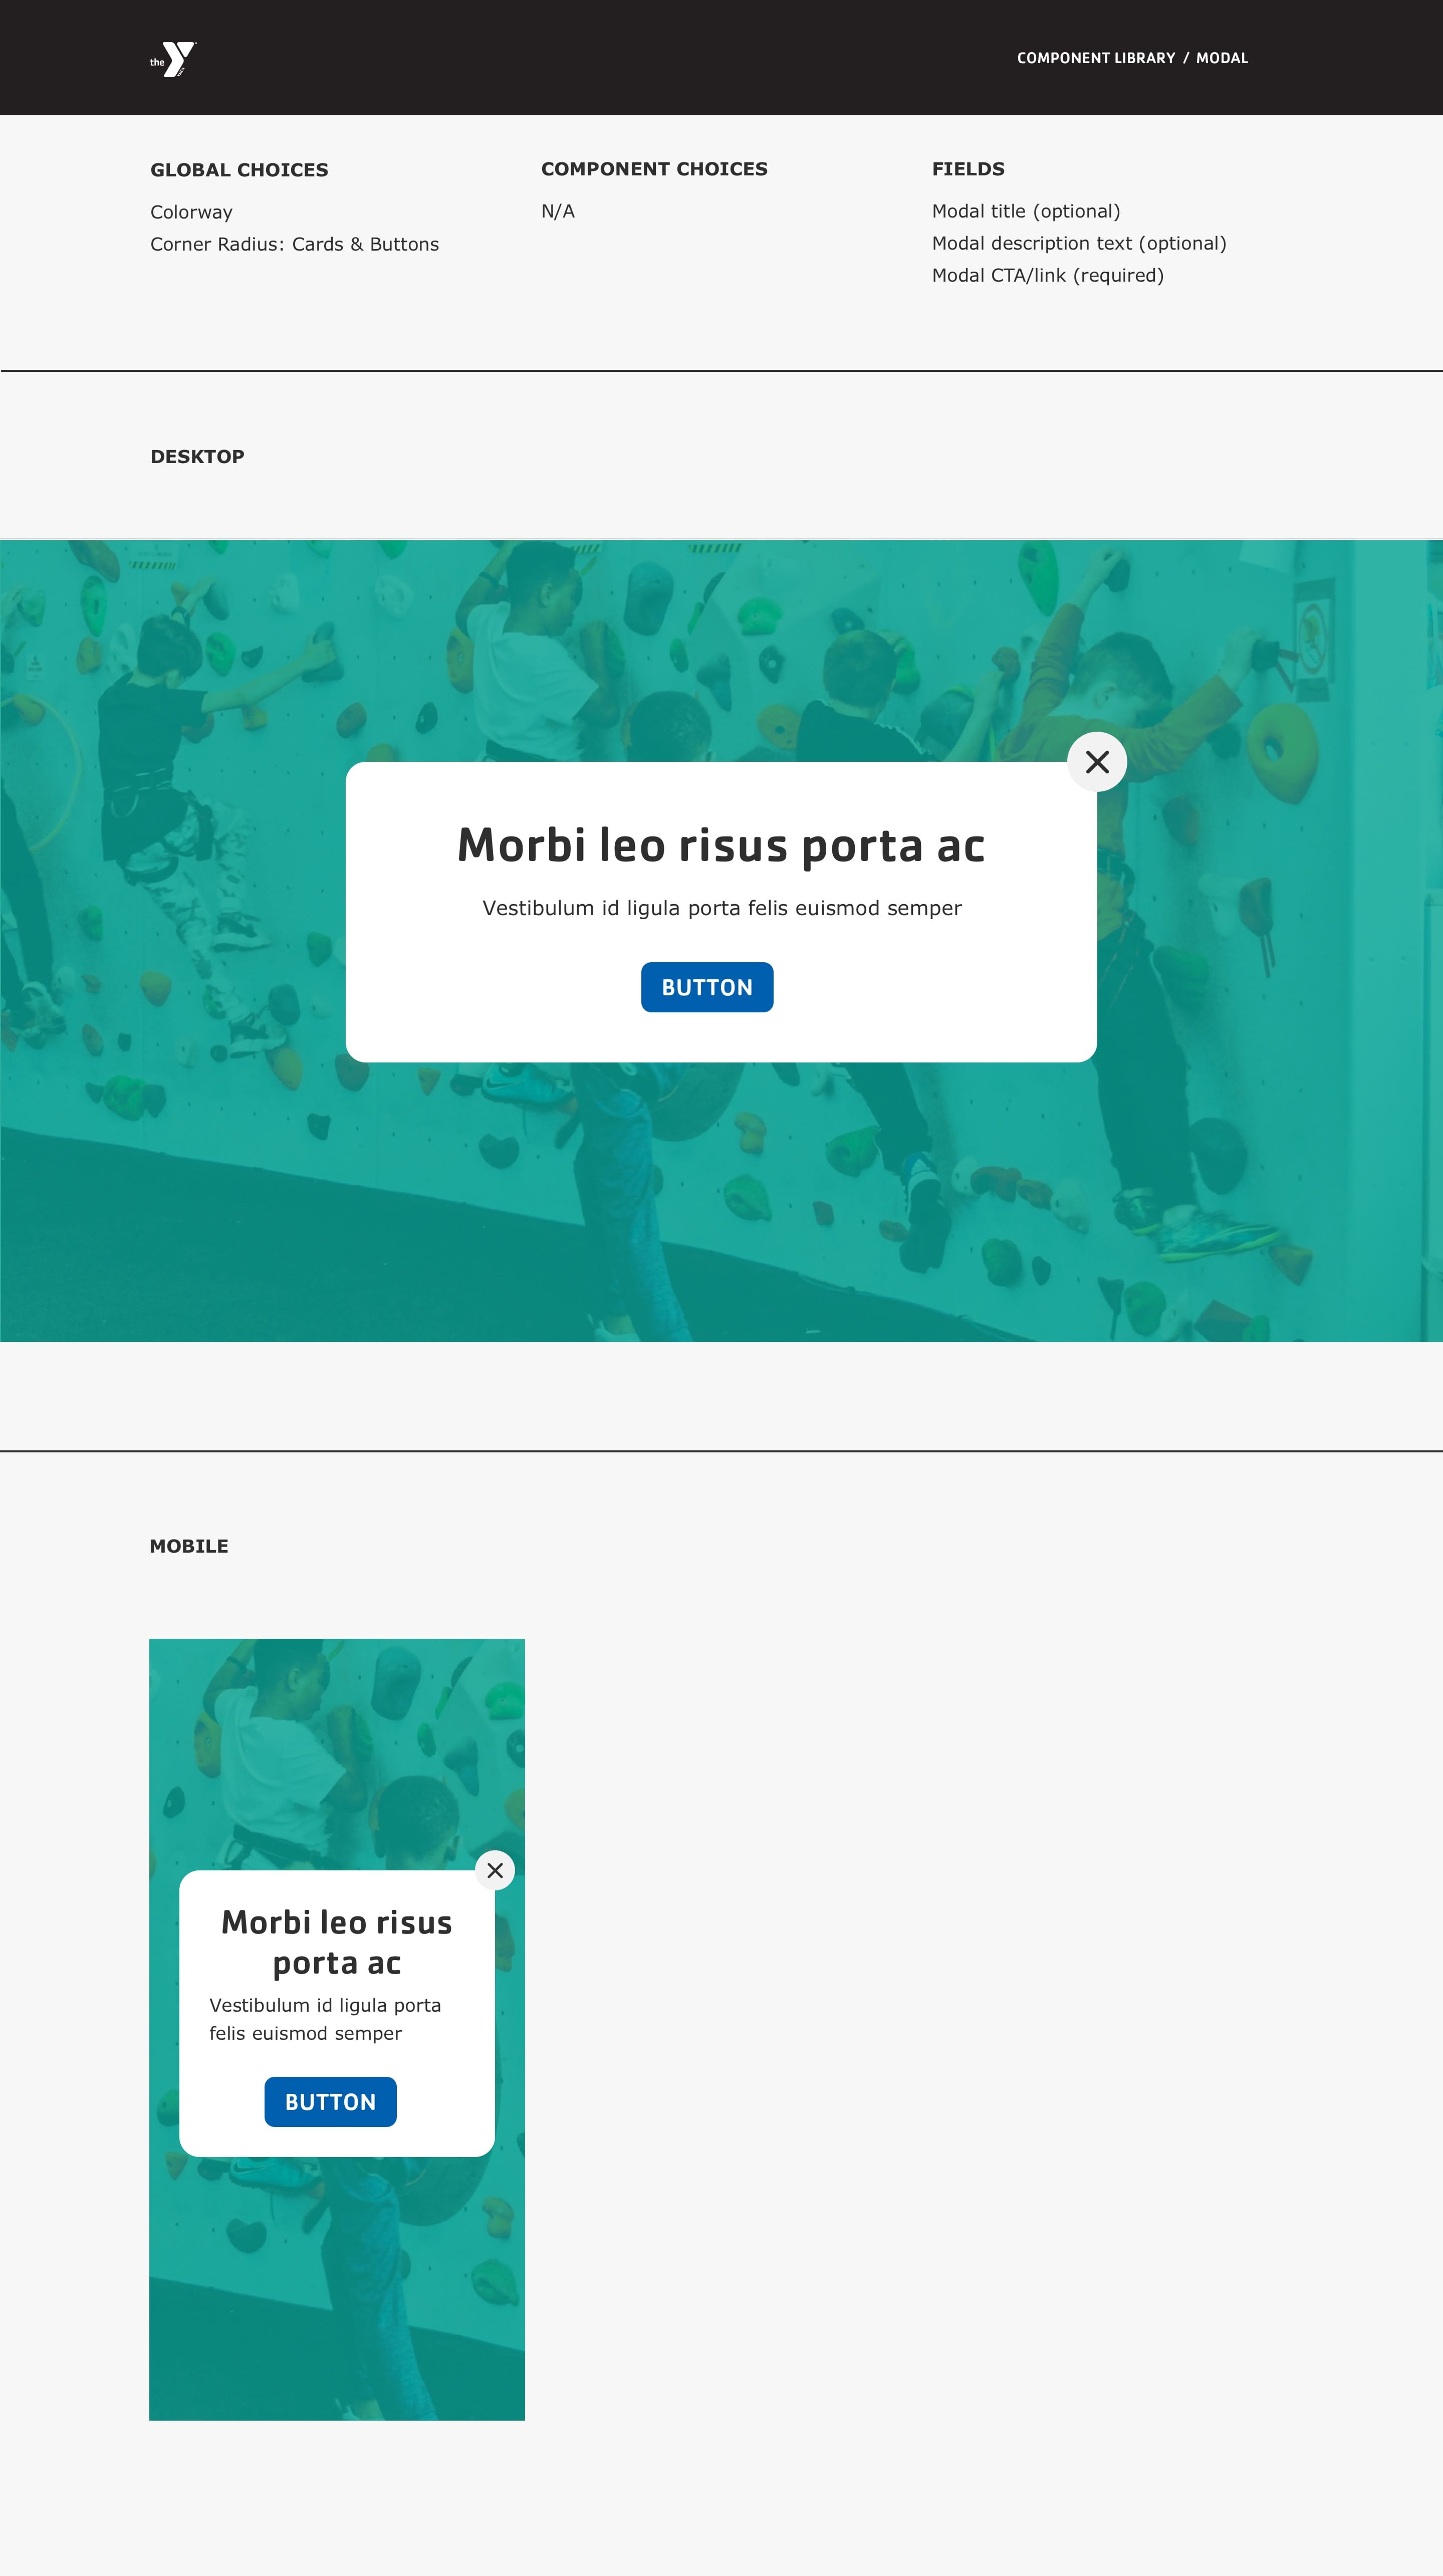 the
COMPONENT LIBRARY / MODAL
GLOBAL CHOICES
Colorway
Corner Radius: Cards & Buttons
COMPONENT CHOICES
N/A
FIELDS
Modal title (optional)
Modal description text (optional)
Modal CTA/link (required)
DESKTOP
Morbi leo risus porta ac
Vestibulum id ligula porta felis euismod semper
BUTTON
MOBILE
Morbi leo risus
porta ac
Vestibulum id ligula porta
felis euismod semper
BUTTON